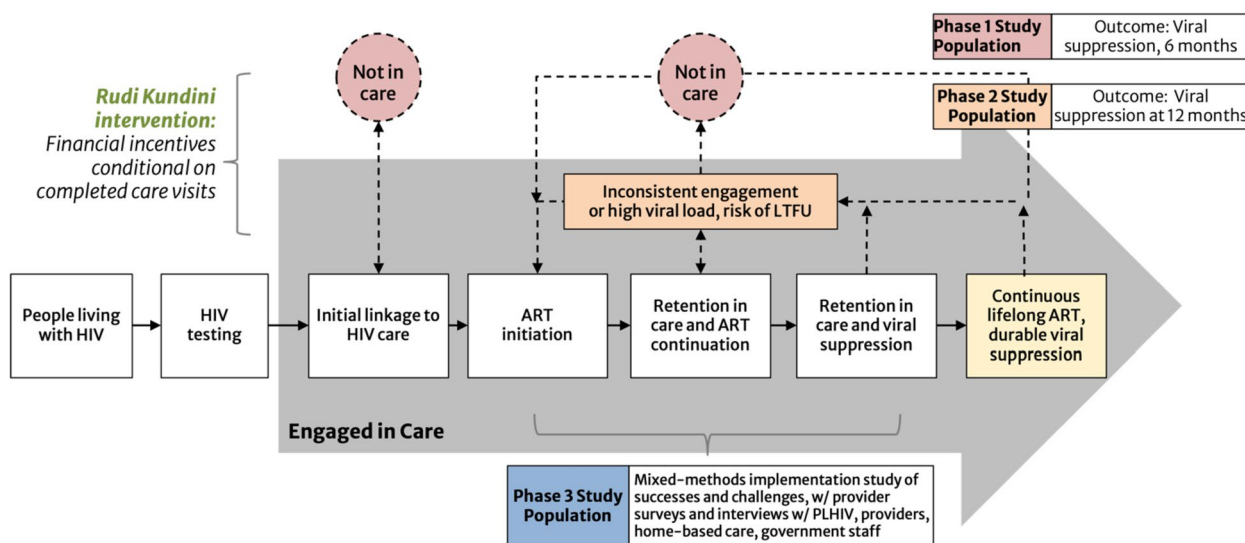 Rudi Kundini
intervention:
Financial incentives
conditional on
completed care visits
Not in
care
Not in
care
Phase 1 Study
Population
Outcome: Viral
suppression, 6 months
Phase 2 Study
Population
Outcome: Viral
suppression at 12 months
Inconsistent engagement
or high viral load, risk of LTFU
People living
with HIV
HIV
testing
Initial linkage to
HIV care
ART
initiation
Retention in
care and ART
continuation
Retention in
care and viral
suppression
Continuous
lifelong ART,
durable viral
suppression
Engaged in Care
Phase 3 Study
Population
Mixed-methods implementation study of
successes and challenges, w/ provider
surveys and interviews w/ PLHIV, providers,
home-based care, government staff